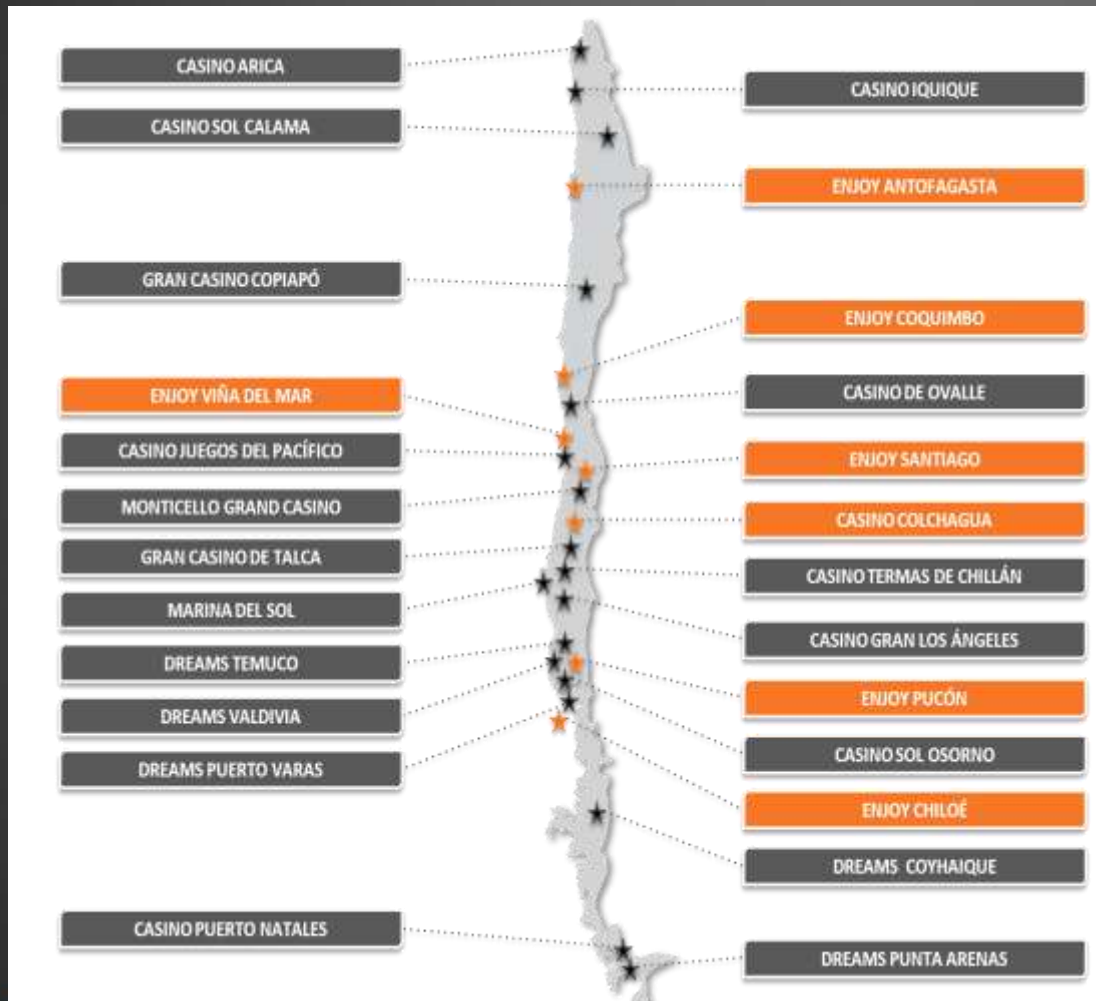 CASINO ARICA
CASINO SOL CALAMA
GRAN CASINO COPIAPÓ
ENJOY VIÑA DEL MAR
CASINO JUEGOS DEL PACÍFICO
MONTICELLO GRAND CASINO
GRAN CASINO DE TALCA
MARINA DEL SOL
DREAMS TEMUCO
DREAMS VALDIVIA
DREAMS PUERTO VARAS
CASINO PUERTO NATALES
CASINO IQUIQUE
ENJOY ANTOFAGASTA
ENJOY COQUIMBO
CASINO DE OVALLE
ENJOY SANTIAGO
CASINO COLCHAGUA
CASINO TERMAS DE CHILLÁN
CASINO GRAN LOS ÁNGELES
ENJOY PUCÓN
CASINO SOL OSORNO
ENJOY CHILOÉ
DREAMS COYHAIQUE
DREAMS PUNTA ARENAS